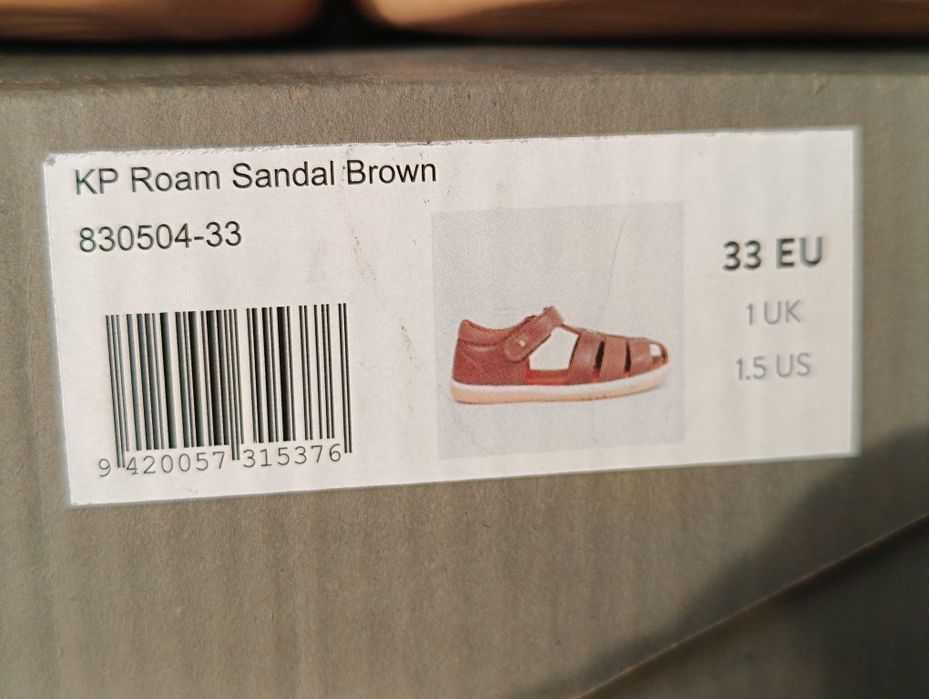 KP Roam Sandal Brown
830504-33
33 EU
1 UK
1.5 US
9 420057 315376